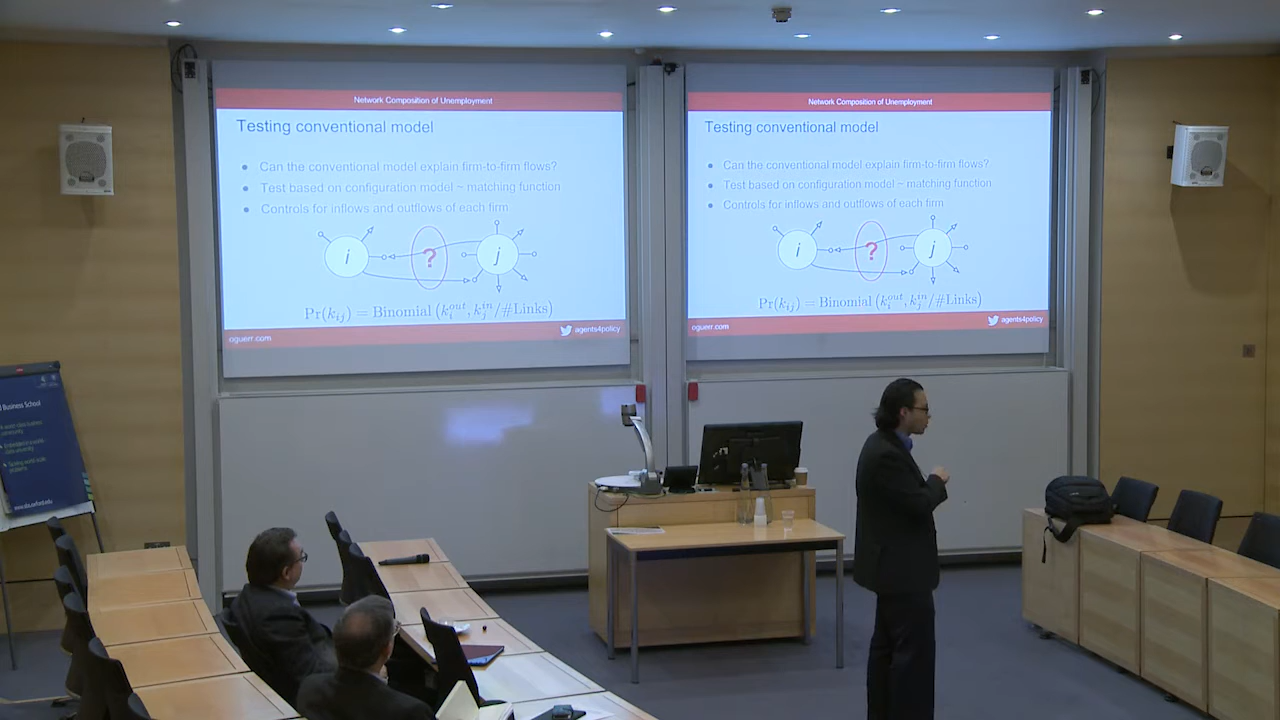 Network Composition of Unemployment
Testing conventional model
● Can the conventional model explain firm-to-firm flows?
● Test based on configuration model ~ matching function
● Controls for inflows and outflows of each firm
i ? j
Pr(k_{ij}) = Binomial (k_i^{out}, k_j^{in}/#Links)
agents4policy
oguerr.com
Network Composition of Unemployment
Testing conventional model
● Can the conventional model explain firm-to-firm flows?
● Test based on configuration model ~ matching function
● Controls for inflows and outflows of each firm
i ? j
Pr(k_{ij}) = Binomial (k_i^{out}, k_j^{in}/#Links)
agents4policy
oguerr.com
Business School